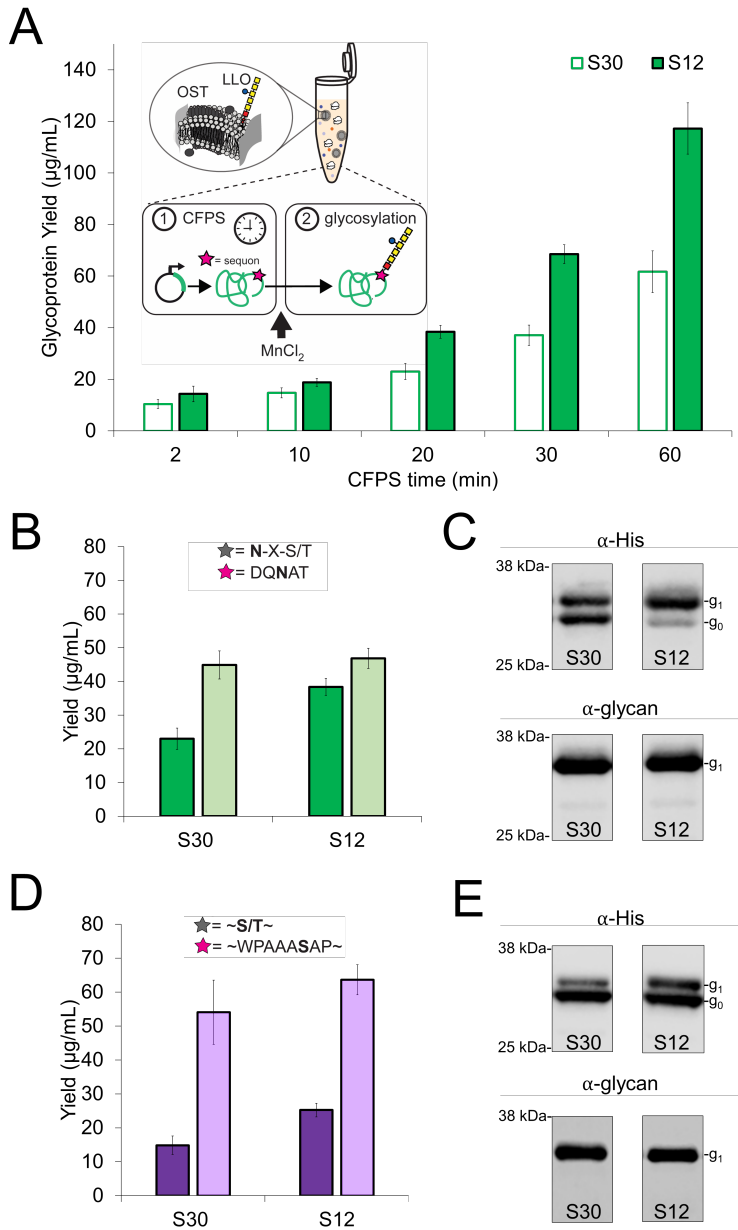 A
Glycoprotein Yield (µg/mL)
140
120
100
80
60
40
20
0
S30
S12
OST
LLO
1 CFPS
= sequon
2 glycosylation
MnCl₂
2
10
20
30
60
CFPS time (min)
B
Yield (µg/mL)
80
70
60
50
40
30
20
10
0
= N-X-S/T
= DQNAT
S30
S12
C
α-His
38 kDa-
25 kDa-
S30
S12
-g₁
-g₀
α-glycan
38 kDa-
25 kDa-
S30
S12
-g₁
D
Yield (µg/mL)
80
70
60
50
40
30
20
10
0
= ~S/T~
= ~WPAAASAP~
S30
S12
E
α-His
38 kDa-
25 kDa-
S30
S12
-g₁
-g₀
α-glycan
38 kDa-
25 kDa-
S30
S12
-g₁